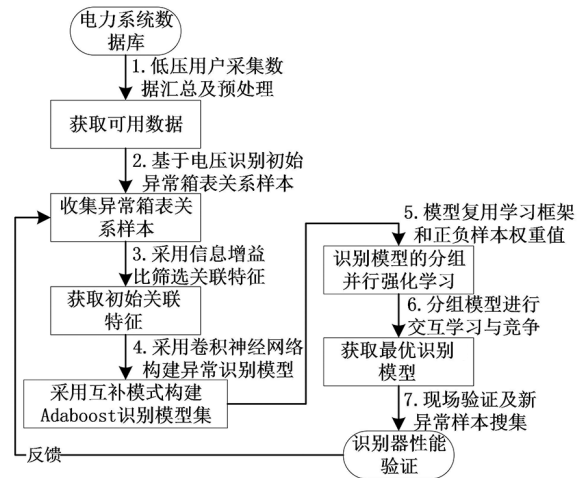 电力系统数
据库
1.低压用户采集数
据汇总及预处理
获取可用数据
2.基于电压识别初始
异常箱表关系样本
收集异常箱表关
系样本
3.采用信息增益
比筛选关联特征
获取初始关联
特征
4.采用卷积神经网络
构建异常识别模型
采用互补模式构建
Adaboost识别模型集
5.模型复用学习框架
和正负样本权重值
识别模型的分组
并行强化学习
6.分组模型进行
交互学习与竞争
获取最优识别
模型
7.现场验证及新
异常样本搜集
识别器性能
验证
反馈